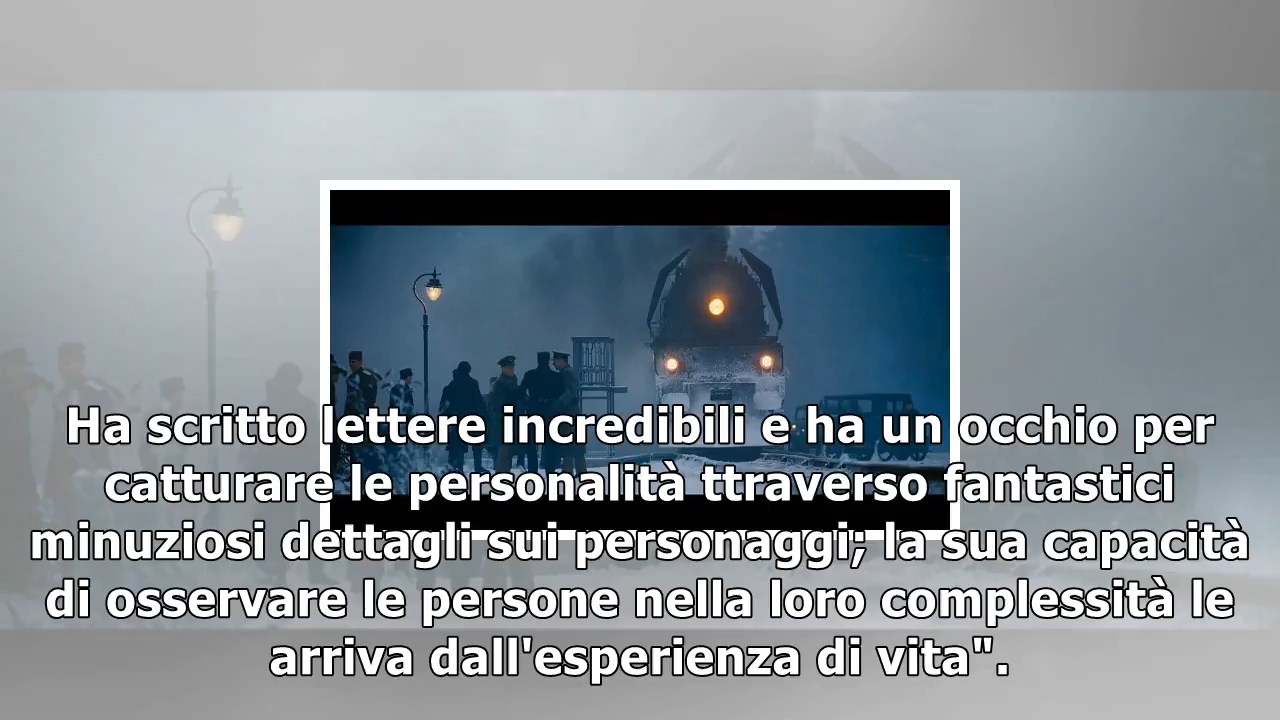 Ha scritto lettere incredibili e ha un occhio per
catturare le personalità ttraverso fantastici
minuziosi dettagli sui personaggi; la sua capacità
di osservare le persone nella loro complessità le
arriva dall'esperienza di vita".